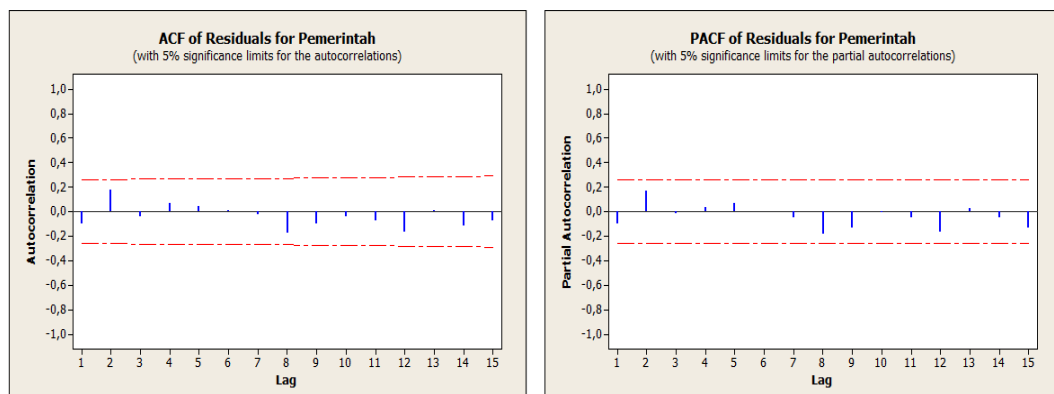 ACF of Residuals for Pemerintah
(with 5% significance limits for the autocorrelations)
Autocorrelation
1,0
0,8
0,6
0,4
0,2
0,0
-0,2
-0,4
-0,6
-0,8
-1,0
1 2 3 4 5 6 7 8 9 10 11 12 13 14 15
Lag
PACF of Residuals for Pemerintah
(with 5% significance limits for the partial autocorrelations)
Partial Autocorrelation
1,0
0,8
0,6
0,4
0,2
0,0
-0,2
-0,4
-0,6
-0,8
-1,0
1 2 3 4 5 6 7 8 9 10 11 12 13 14 15
Lag